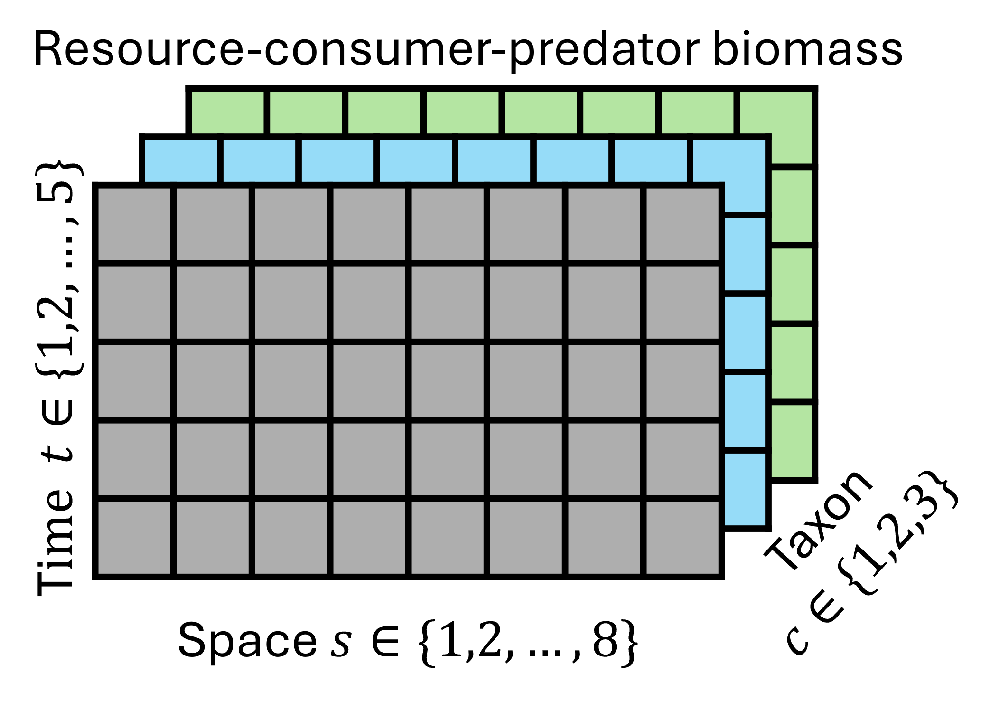 Resource-consumer-predator biomass
Time t ∈ {1,2, … , 5}
Taxon
c ∈ {1,2,3}
Space s ∈ {1,2, … , 8}